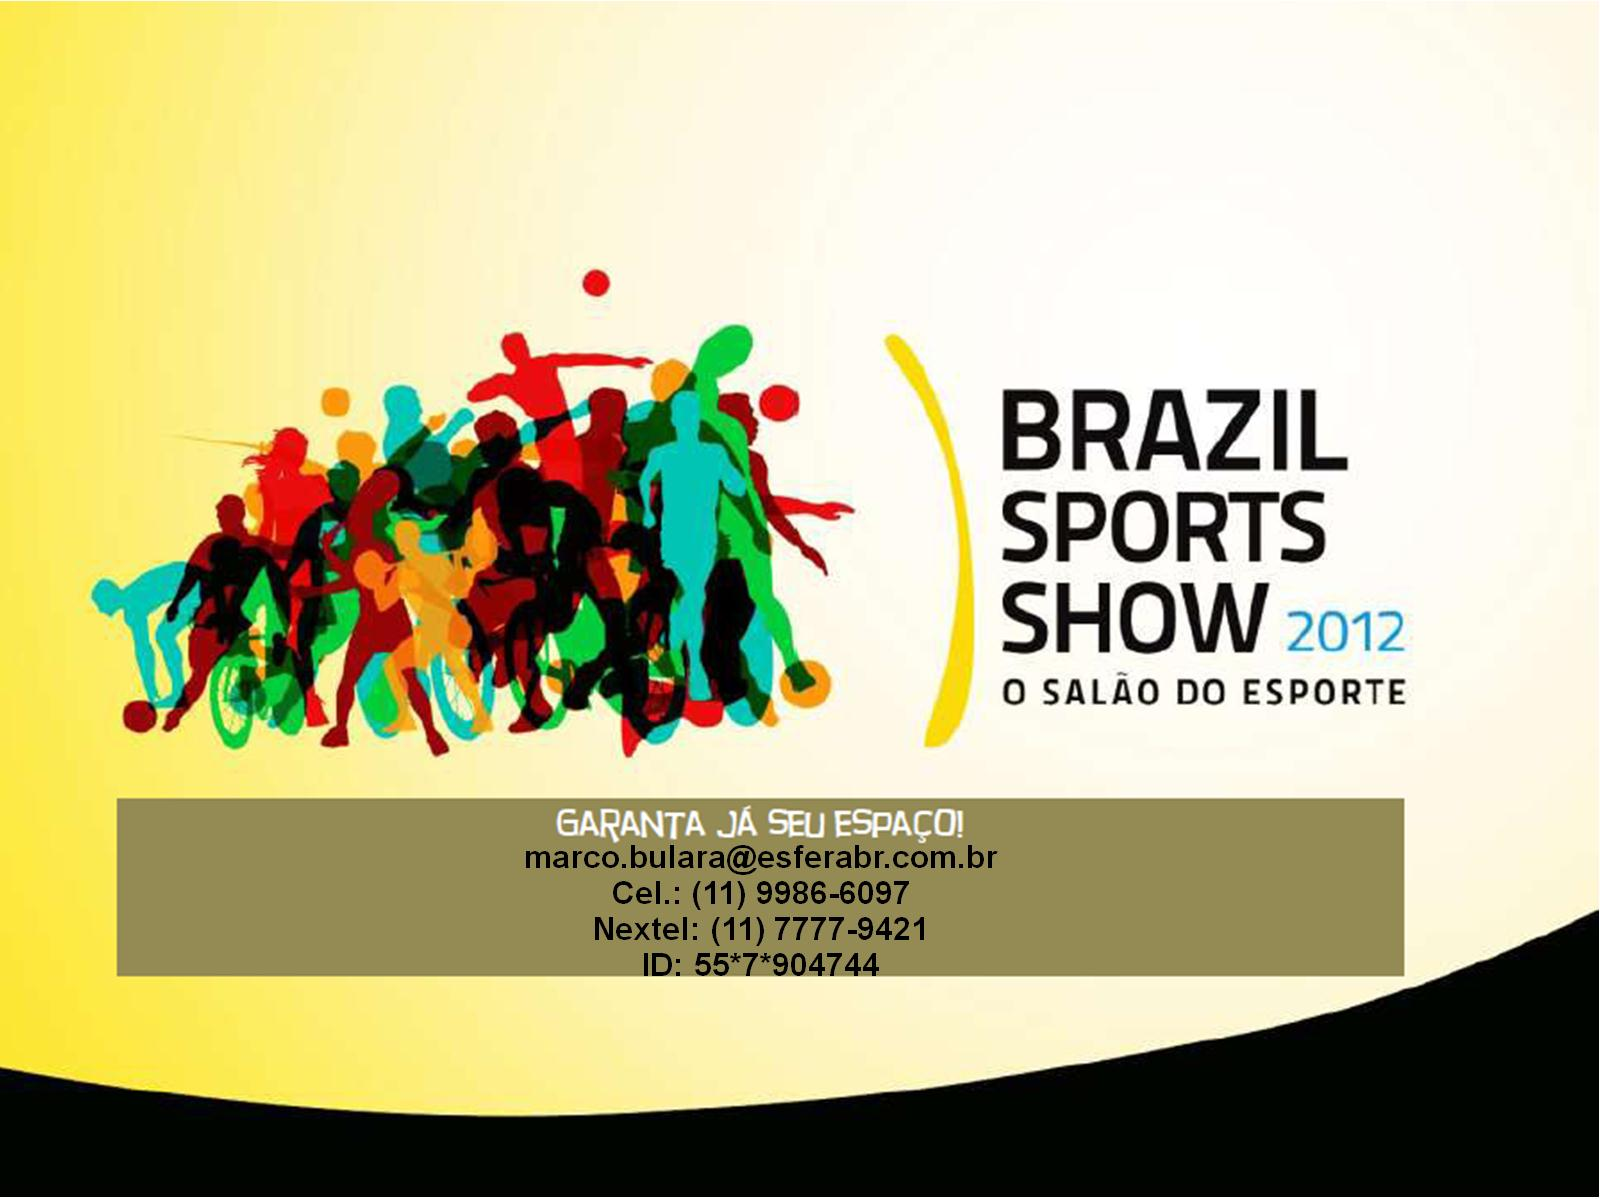 BRAZIL
SPORTS
SHOW 2012
O SALÃO DO ESPORTE
GARANTA JÁ SEU ESPAÇO!
marco.bulara@esferabr.com.br
Cel.: (11) 9986-6097
Nextel: (11) 7777-9421
ID: 55*7*904744